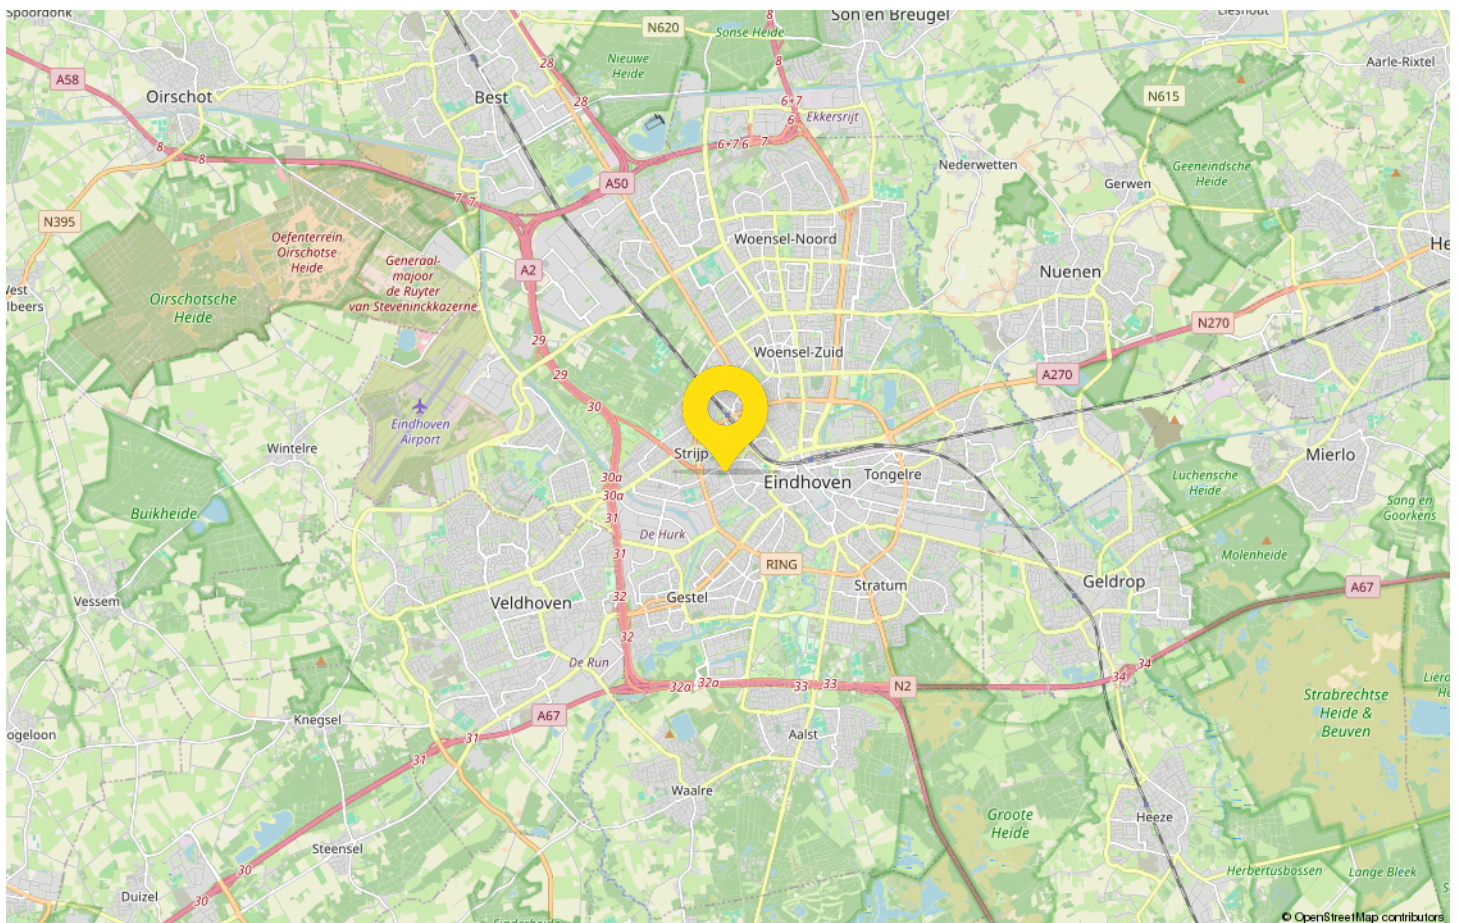 Spoordonk
N620
Sonse Heide
8
Son en Breugel
Lieshout
28
Nieuwe
Heide
8
Aarle-Rixtel
A58
Oirschot
Best
28
6+7
N615
6
Ekkersrijt
8
8
6+7
6
7
Nederwetten
Geeneindsche
Heide
A50
Gerwen
7
7
N395
Oefenterrein
Oirschotse
Heide
Woensel-Noord
He
Generaal-
majoor
de Ruyter
van Steveninckkazerne
A2
Nuenen
Oirschotsche
Heide
West
lbeers
N270
29
Woensel-Zuid
29
A270
30
Eindhoven
Airport
Wintelre
Strijp
Mierlo
30a
Eindhoven
Tongelre
Luchensche
Heide
30a
Sang en
Goorkens
Buikheide
31
De Hurk
31
Molenheide
RING
Geldrop
Stratum
A67
32
Vessem
Veldhoven
Gestel
32
De Run
34
34
32a
32a
33
33
N2
Strabrechtse
Heide &
Beuven
Knegsel
A67
ogeloon
31
Aalst
31
Waalre
Groote
Heide
Heeze
Steensel
30
Herbertusbossen
Lange Bleek
30
Duizel
© OpenStreetMap contributors